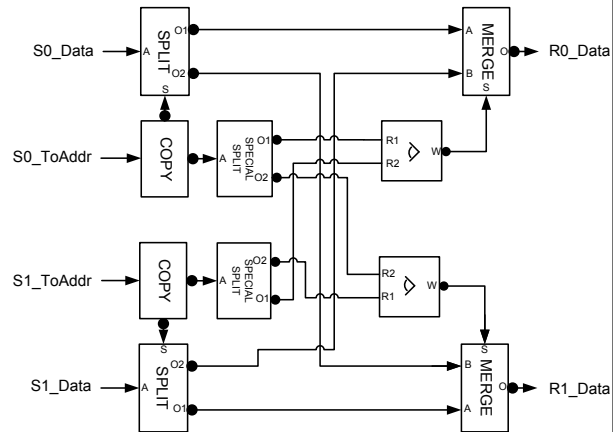 S0_Data
A
SPLIT
O1
O2
S
A
B
MERGE
O
S
R0_Data
S0_ToAddr
COPY
A
SPECIAL
SPLIT
O1
O2
R1
R2
W
S1_ToAddr
COPY
A
SPECIAL
SPLIT
O2
O1
R2
R1
W
S1_Data
A
S
SPLIT
O2
O1
B
A
S
MERGE
O
R1_Data